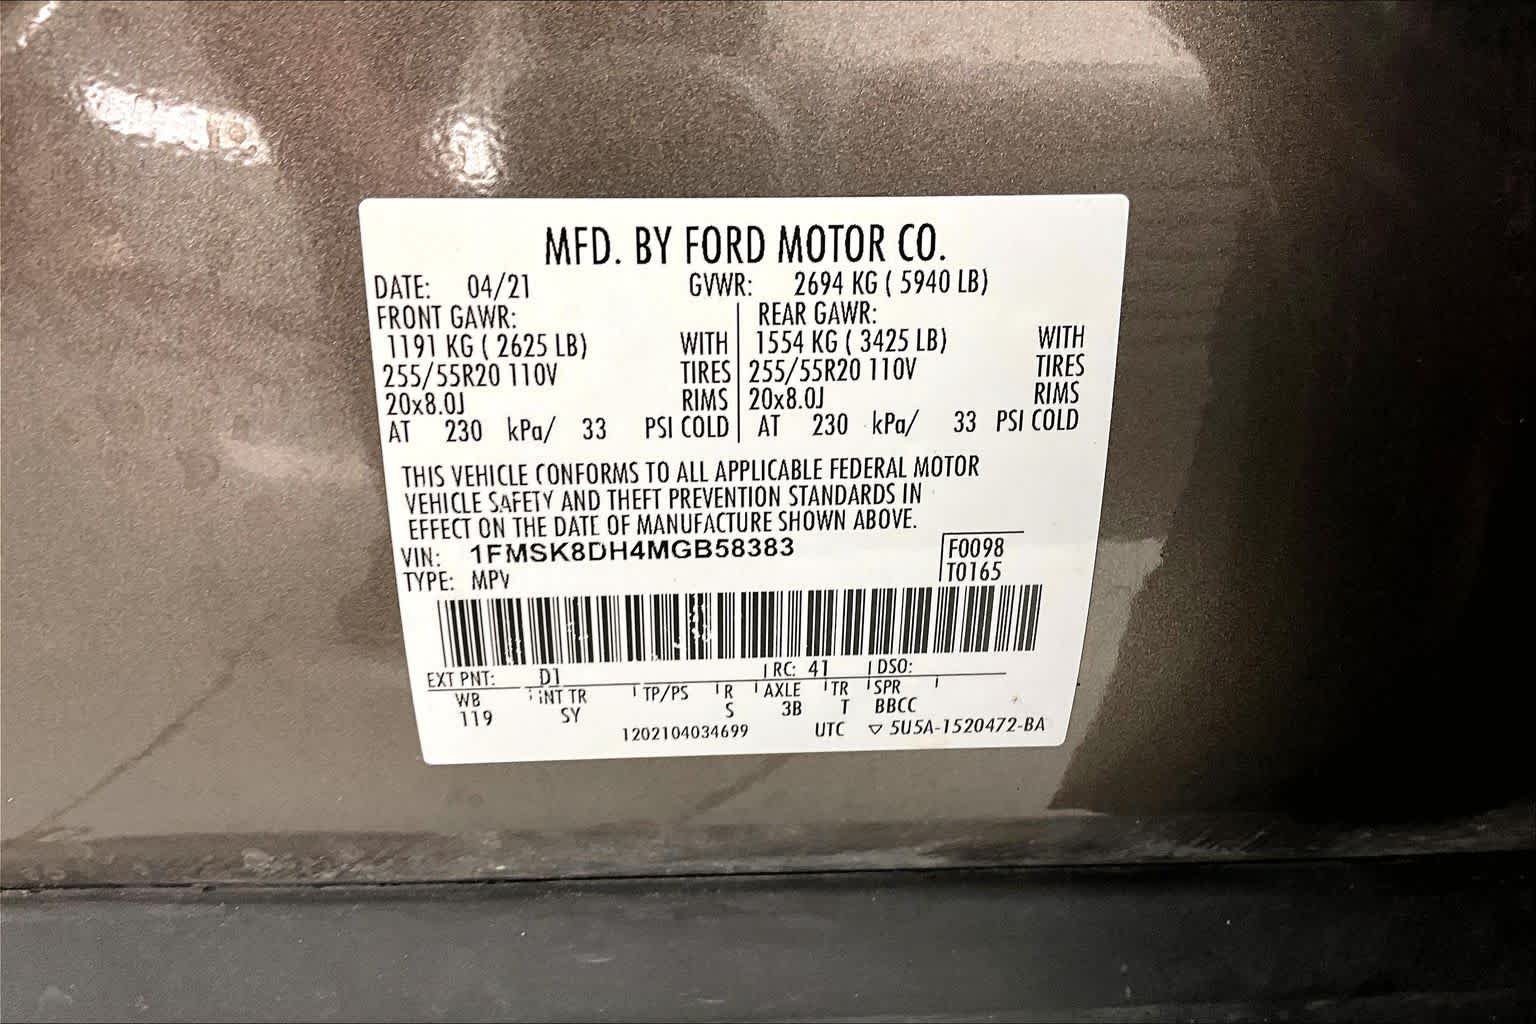 MFD. BY FORD MOTOR CO.
DATE: 04/21 GVWR: 2694 KG ( 5940 LB)
FRONT GAWR: REAR GAWR:
1191 KG ( 2625 LB) WITH 1554 KG ( 3425 LB) WITH
255/55R20 110V TIRES 255/55R20 110V TIRES
20x8.0J RIMS 20x8.0J RIMS
AT 230 kPa/ 33 PSI COLD AT 230 kPa/ 33 PSI COLD
THIS VEHICLE CONFORMS TO ALL APPLICABLE FEDERAL MOTOR
VEHICLE SAFETY AND THEFT PREVENTION STANDARDS IN
EFFECT ON THE DATE OF MANUFACTURE SHOWN ABOVE.
VIN: 1FMSK8DH4MGB58383 F0098
TYPE: MPV T0165
EXT PNT: D1 RC: 41 DSO:
WB INT TR TP/PS R AXLE TR SPR
119 SY S 3B T BBCC
1202104034699 UTC ▽ 5U5A-1520472-BA